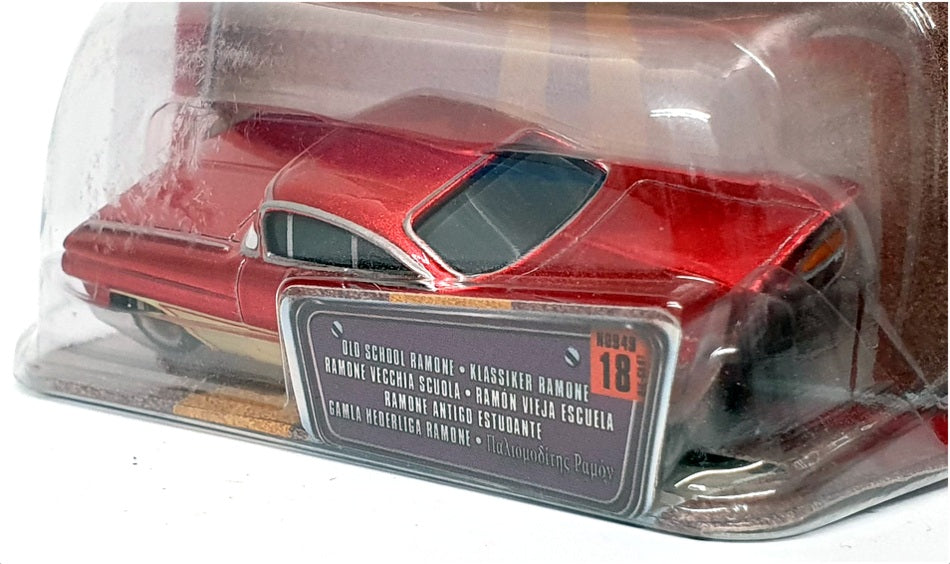 OLD SCHOOL RAMONE • KLASSIKER RAMONE
RAMONE VECCHIA SCUOLA • RAMÓN VIEJA ESCUELA
RAMONE ANTIGO ESTUDANTE
GAMLA HEDERLIGA RAMONE • Παλιομοδίτης Ραμόν
N0349
18